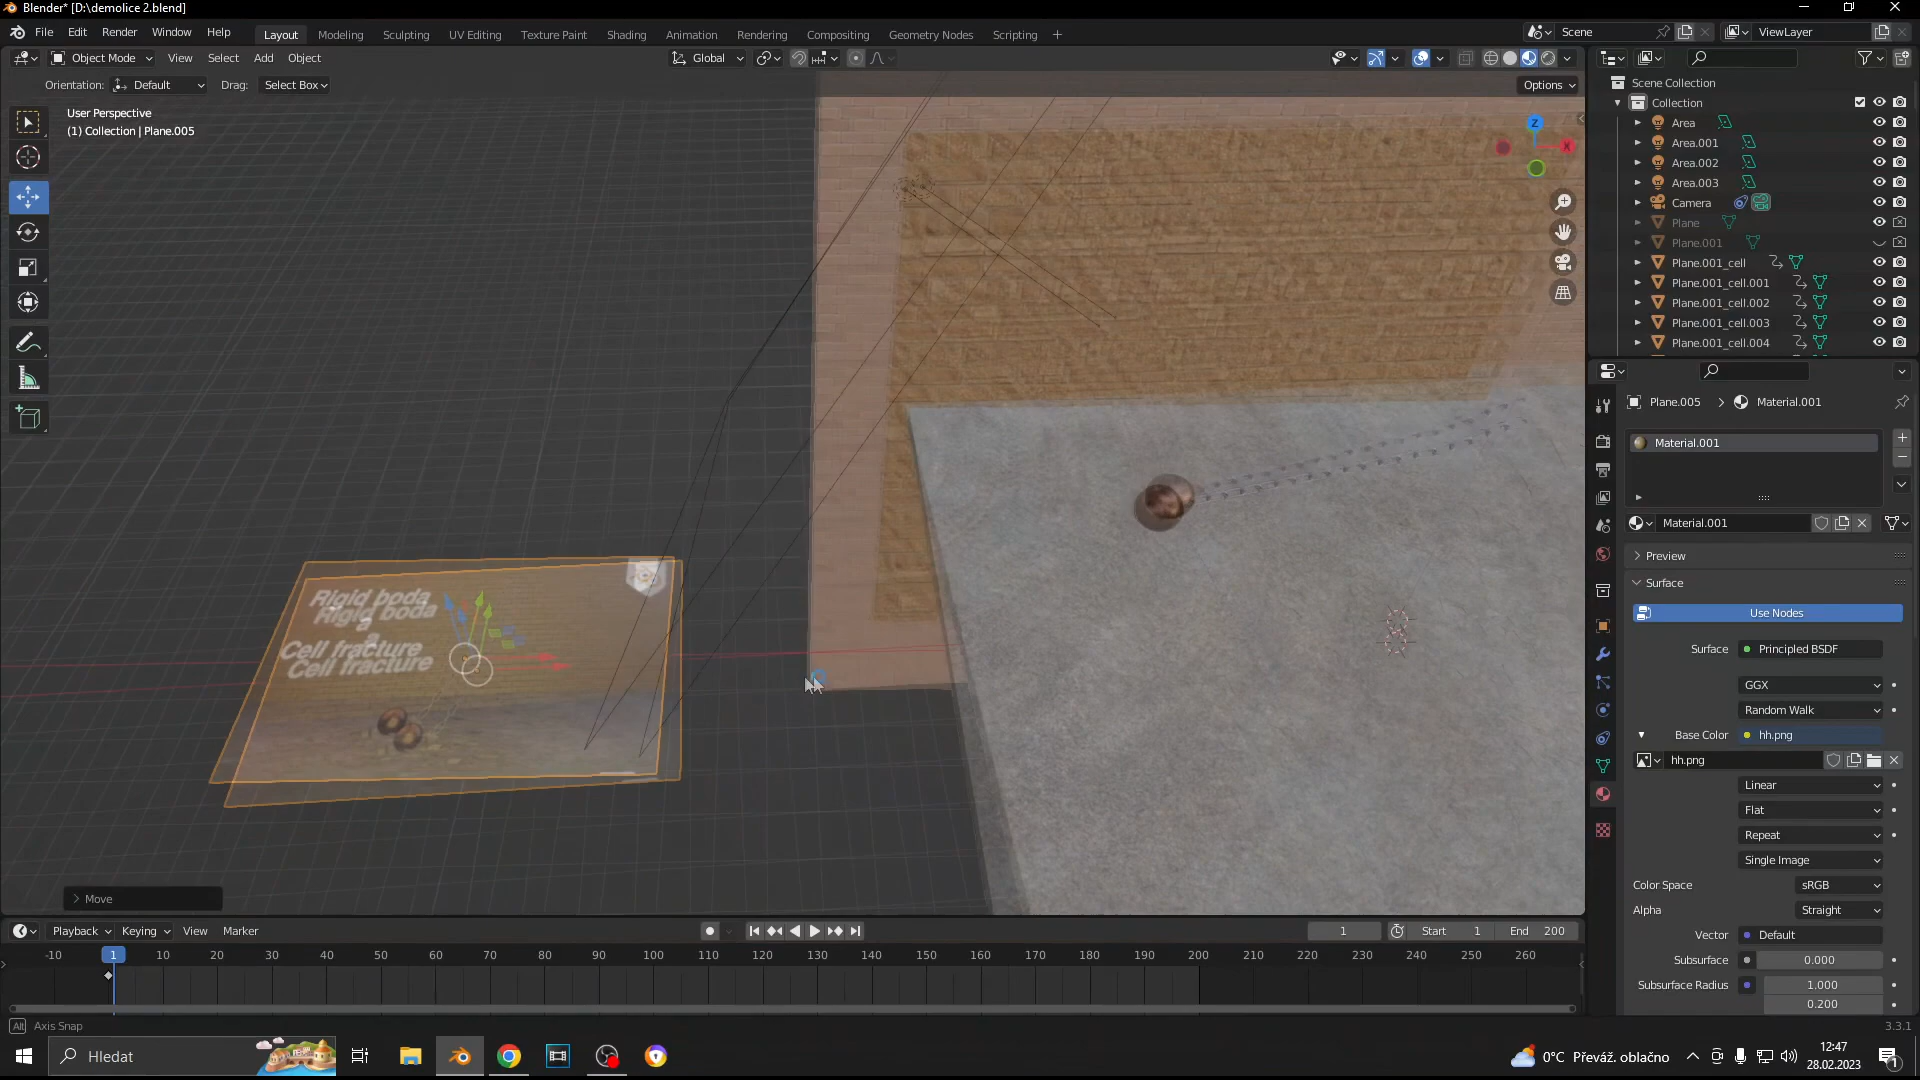 Blender* [D:\demolice 2.blend]
File Edit Render Window Help Layout Modeling Sculpting UV Editing Texture Paint Shading Animation Rendering Compositing Geometry Nodes Scripting Scene ViewLayer
Object Mode View Select Add Object Global
Orientation: Default Drag: Select Box Options
User Perspective
(1) Collection | Plane.005
Z
X
Rigid boda
Rigid boda
a
a
Cell fracture
Cell fracture
Move
Scene Collection
Collection
Area
Area.001
Area.002
Area.003
Camera
Plane
Plane.001
Plane.001_cell
Plane.001_cell.001
Plane.001_cell.002
Plane.001_cell.003
Plane.001_cell.004
Plane.005 Material.001
Material.001
Material.001
Preview
Surface
Use Nodes
Surface Principled BSDF
GGX
Random Walk
Base Color hh.png
hh.png
Linear
Flat
Repeat
Single Image
Color Space sRGB
Alpha Straight
Vector Default
Subsurface 0.000
Subsurface Radius 1.000
0.200
Playback Keying View Marker 1 Start 1 End 200
-10 1 10 20 30 40 50 60 70 80 90 100 110 120 130 140 150 160 170 180 190 200 210 220 230 240 250 260
Alt Axis Snap 3.3.1
Hledat 0°C Převáž. oblačno 12:47
28.02.2023
1